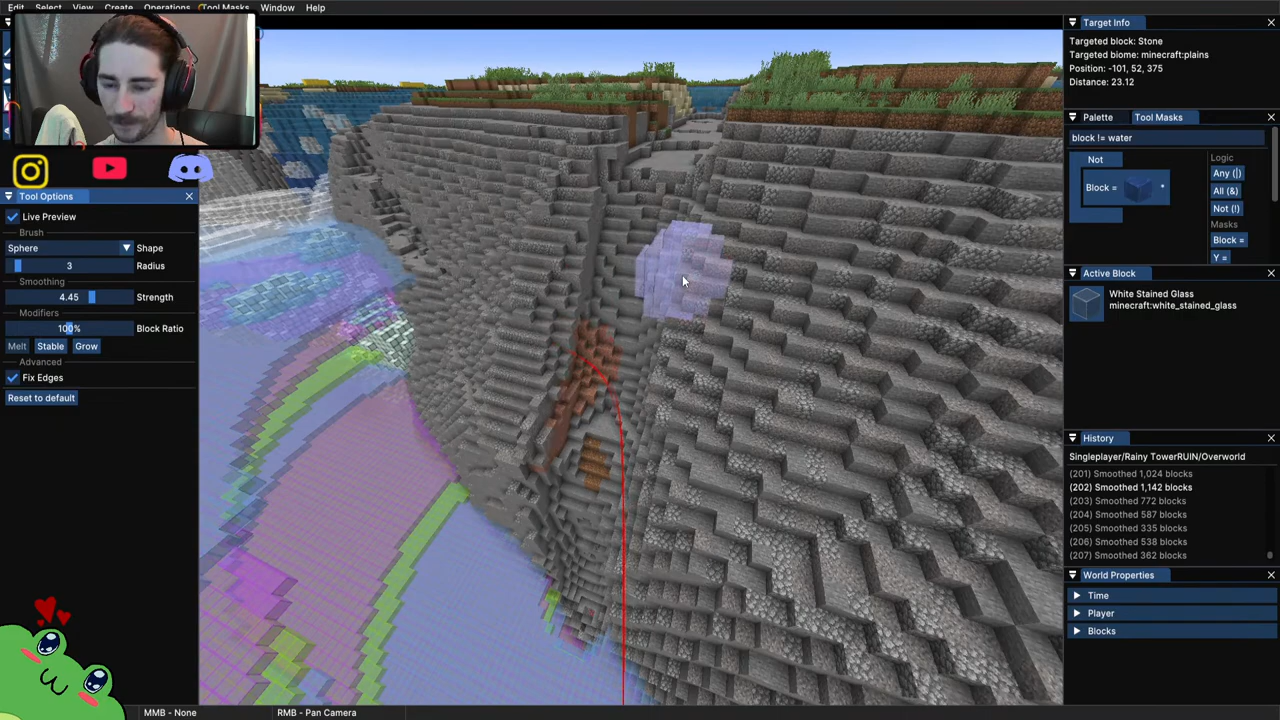 Edit Select View Create Operations Tool Masks Window Help
Target Info
Targeted block: Stone
Targeted biome: minecraft:plains
Position: -101, 52, 375
Distance: 23.12
Palette Tool Masks
block != water
Not
Block = *
Logic
Any (|)
All (&)
Not (!)
Masks
Block =
Y =
Tool Options
Live Preview
Brush
Sphere Shape
3 Radius
Smoothing
4.45 Strength
Modifiers
100% Block Ratio
Melt Stable Grow
Advanced
Fix Edges
Reset to default
Active Block
White Stained Glass
minecraft:white_stained_glass
History
Singleplayer/Rainy TowerRUIN/Overworld
(201) Smoothed 1,024 blocks
(202) Smoothed 1,142 blocks
(203) Smoothed 772 blocks
(204) Smoothed 587 blocks
(205) Smoothed 335 blocks
(206) Smoothed 538 blocks
(207) Smoothed 362 blocks
World Properties
Time
Player
Blocks
MMB - None RMB - Pan Camera